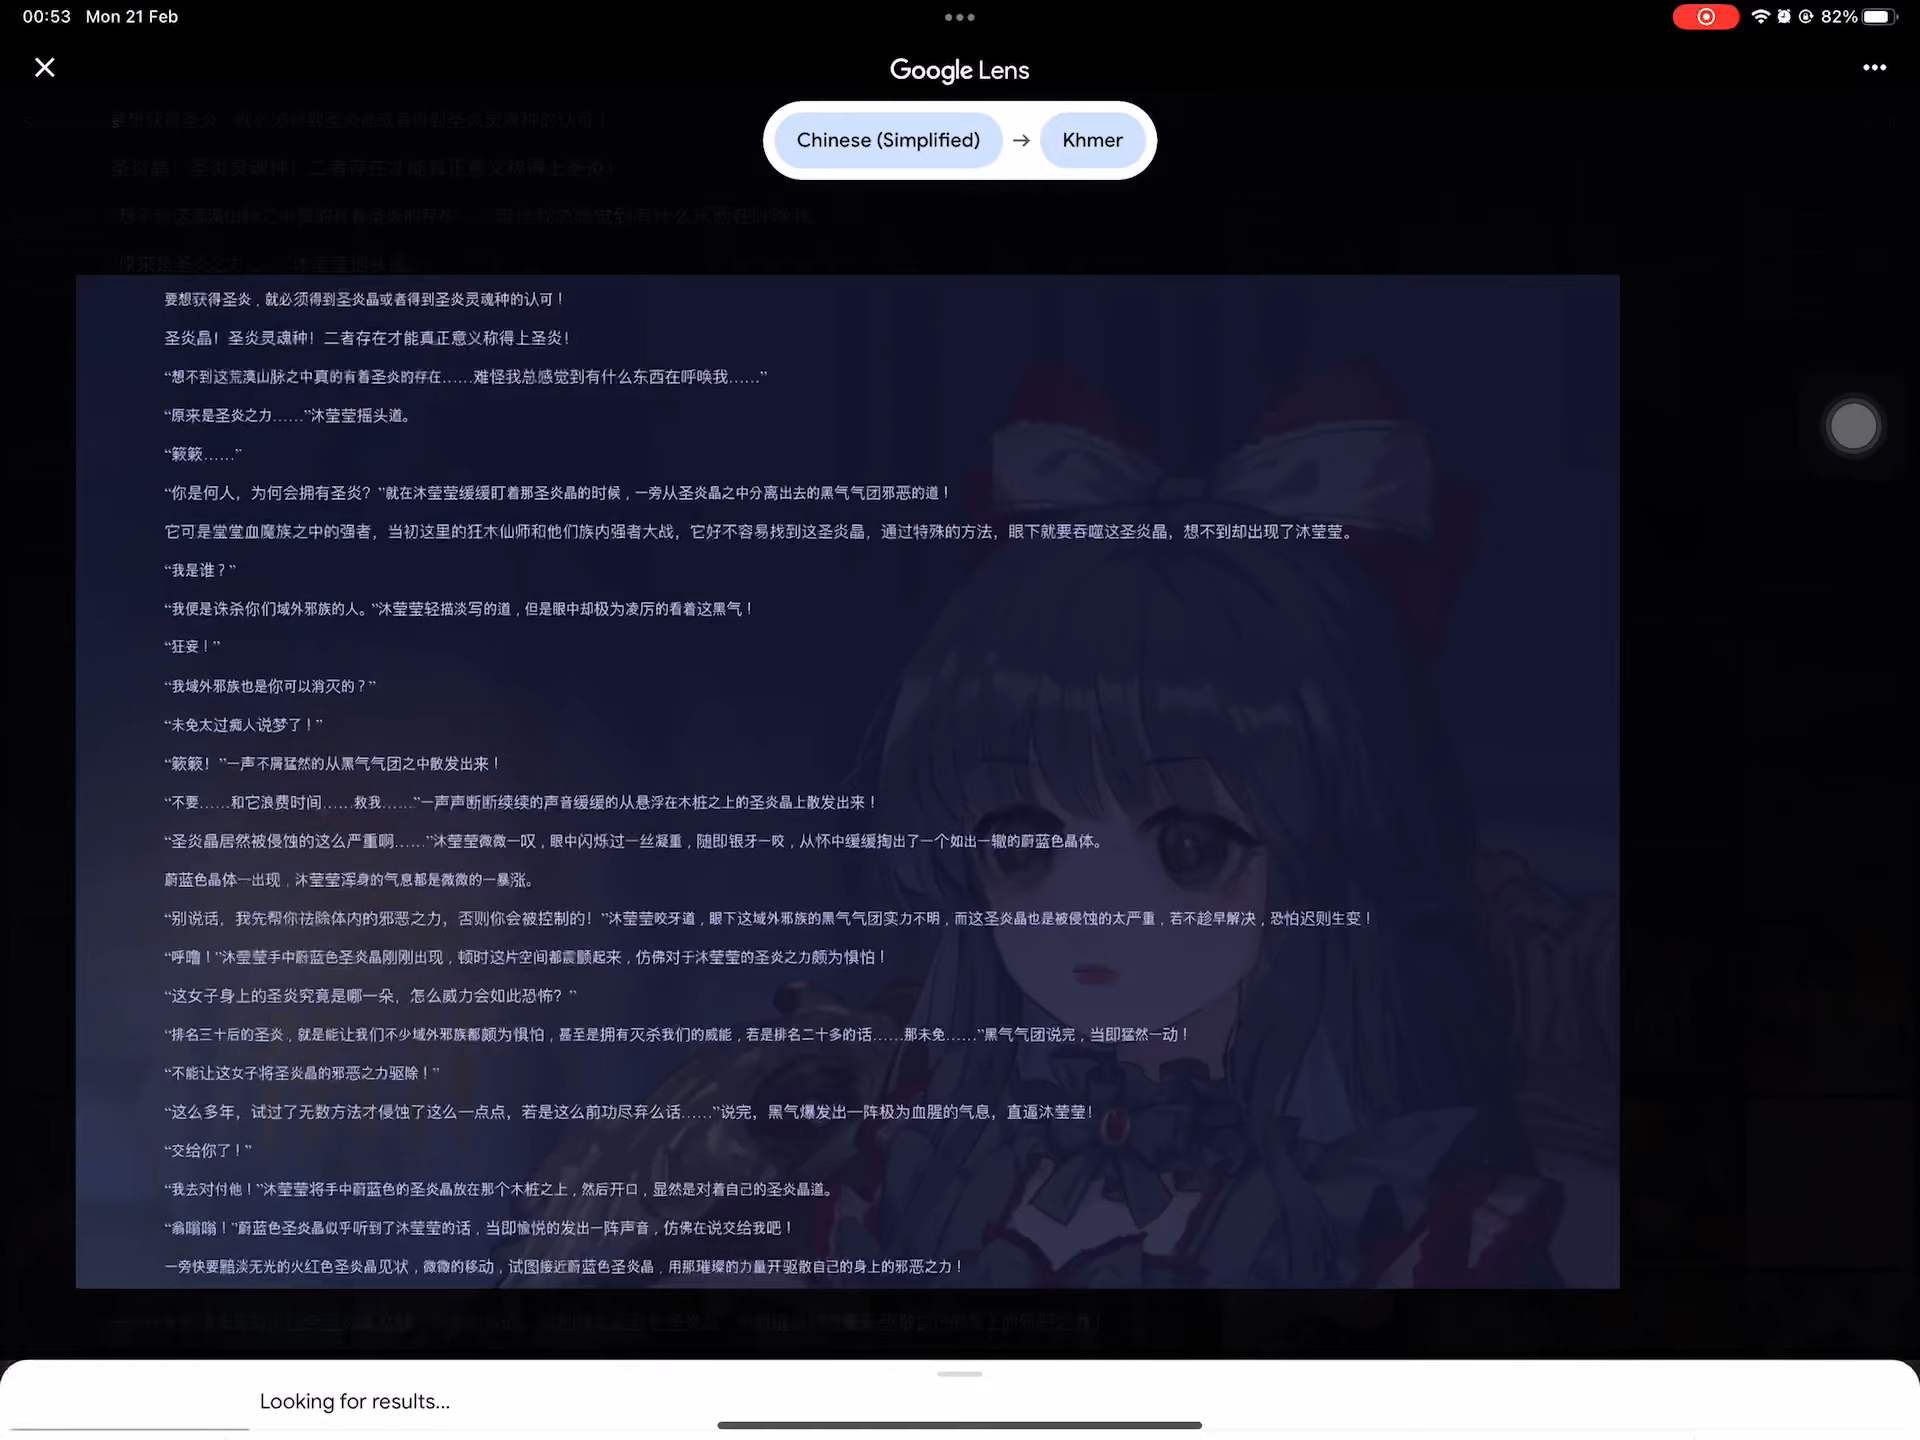 00:53 Mon 21 Feb
82%
Google Lens
Chinese (Simplified) → Khmer
要想获得圣炎，就必须得到圣炎晶或者得到圣炎灵魂种的认可！
圣炎晶！圣炎灵魂种！二者存在才能真正意义称得上圣炎！
“想不到这荒漠山脉之中真的有着圣炎的存在……难怪我总感觉到有什么东西在呼唤我……”
“原来是圣炎之力……”沐莹莹摇头道。
“簌簌……”
“你是何人，为何会拥有圣炎？”就在沐莹莹缓缓盯着那圣炎晶的时候，一旁从圣炎晶之中分离出去的黑气气团邪恶的道！
它可是堂堂血魔族之中的强者，当初这里的狂木仙师和他们族内强者大战，它好不容易找到这圣炎晶，通过特殊的方法，眼下就要吞噬这圣炎晶，想不到却出现了沐莹莹。
“我是谁？”
“我便是诛杀你们域外邪族的人。”沐莹莹轻描淡写的道，但是眼中却极为凌厉的看着这黑气！
“狂妄！”
“我域外邪族也是你可以消灭的？”
“未免太过痴人说梦了！”
“簌簌！”一声不屑猛然的从黑气气团之中散发出来！
“不要……和它浪费时间……救我……”一声声断断续续的声音缓缓的从悬浮在木桩之上的圣炎晶上散发出来！
“圣炎晶居然被侵蚀的这么严重啊……”沐莹莹微微一叹，眼中闪烁过一丝凝重，随即银牙一咬，从怀中缓缓掏出了一个如出一辙的蔚蓝色晶体。
蔚蓝色晶体一出现，沐莹莹浑身的气息都是微微的一暴涨。
“别说话，我先帮你祛除体内的邪恶之力，否则你会被控制的！”沐莹莹咬牙道，眼下这域外邪族的黑气气团实力不明，而这圣炎晶也是被侵蚀的太严重，若不趁早解决，恐怕迟则生变！
“呼噜！”沐莹莹手中蔚蓝色圣炎晶刚刚出现，顿时这片空间都震颤起来，仿佛对于沐莹莹的圣炎之力颇为惧怕！
“这女子身上的圣炎究竟是哪一朵，怎么威力会如此恐怖？”
“排名三十后的圣炎，就是能让我们不少域外邪族都颇为惧怕，甚至是拥有灭杀我们的威能，若是排名二十多的话……那未免……”黑气气团说完，当即猛然一动！
“不能让这女子将圣炎晶的邪恶之力驱除！”
“这么多年，试过了无数方法才侵蚀了这么一点点，若是这么前功尽弃么话……”说完，黑气爆发出一阵极为血腥的气息，直逼沐莹莹！
“交给你了！”
“我去对付他！”沐莹莹将手中蔚蓝色的圣炎晶放在那个木桩之上，然后开口，显然是对着自己的圣炎晶道。
“翁嗡嗡！”蔚蓝色圣炎晶似乎听到了沐莹莹的话，当即愉悦的发出一阵声音，仿佛在说交给我吧！
一旁快要黯淡无光的火红色圣炎晶见状，微微的移动，试图接近蔚蓝色圣炎晶，用那璀璨的力量开驱散自己的身上的邪恶之力！
Looking for results...